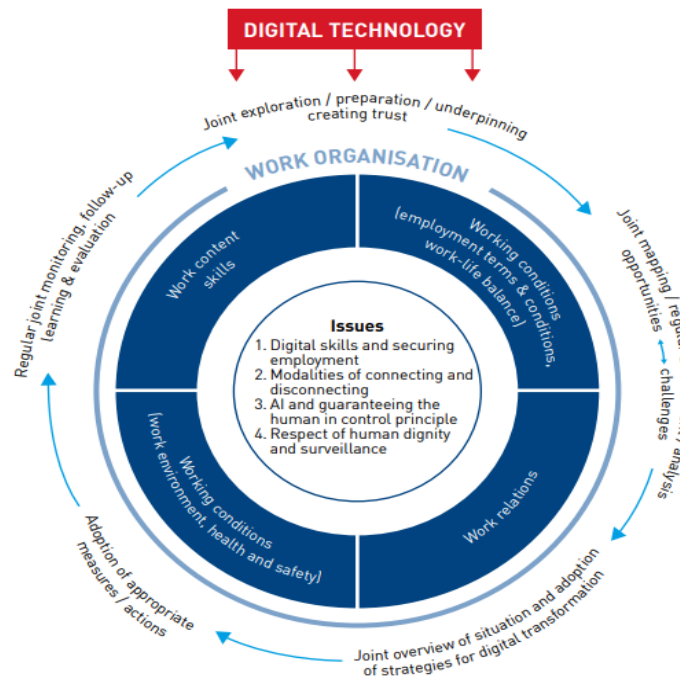 DIGITAL TECHNOLOGY
Joint exploration / preparation / underpinning
creating trust
WORK ORGANISATION
Work content
skills
Working conditions
(employment terms & conditions,
work-life balance)
Joint mapping / regular
analysis
opportunities
challenges
Issues
1. Digital skills and securing
employment
2. Modalities of connecting and
disconnecting
3. AI and guaranteeing the
human in control principle
4. Respect of human dignity
and surveillance
Working conditions
(work environment, health and safety)
Work relations
Joint overview of situation and adoption
of strategies for digital transformation
Adoption of appropriate
measures / actions
Regular joint monitoring, follow-up
learning & evaluation